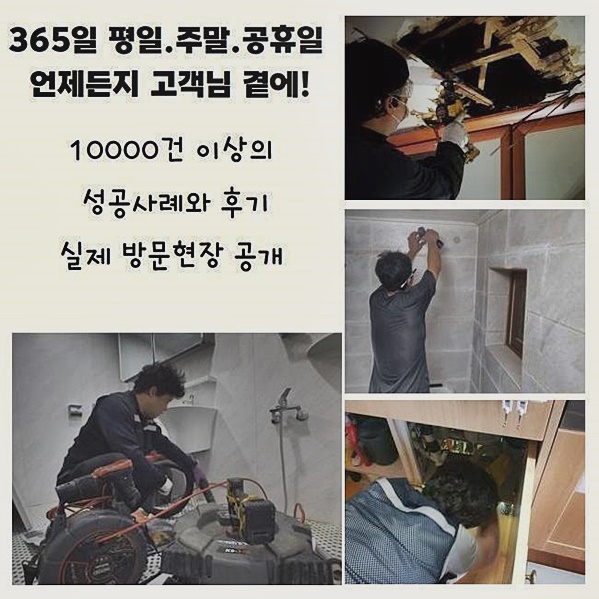 365일 평일.주말.공휴일
언제든지 고객님 곁에!
10000건 이상의
성공사례와 후기
실제 방문현장 공개